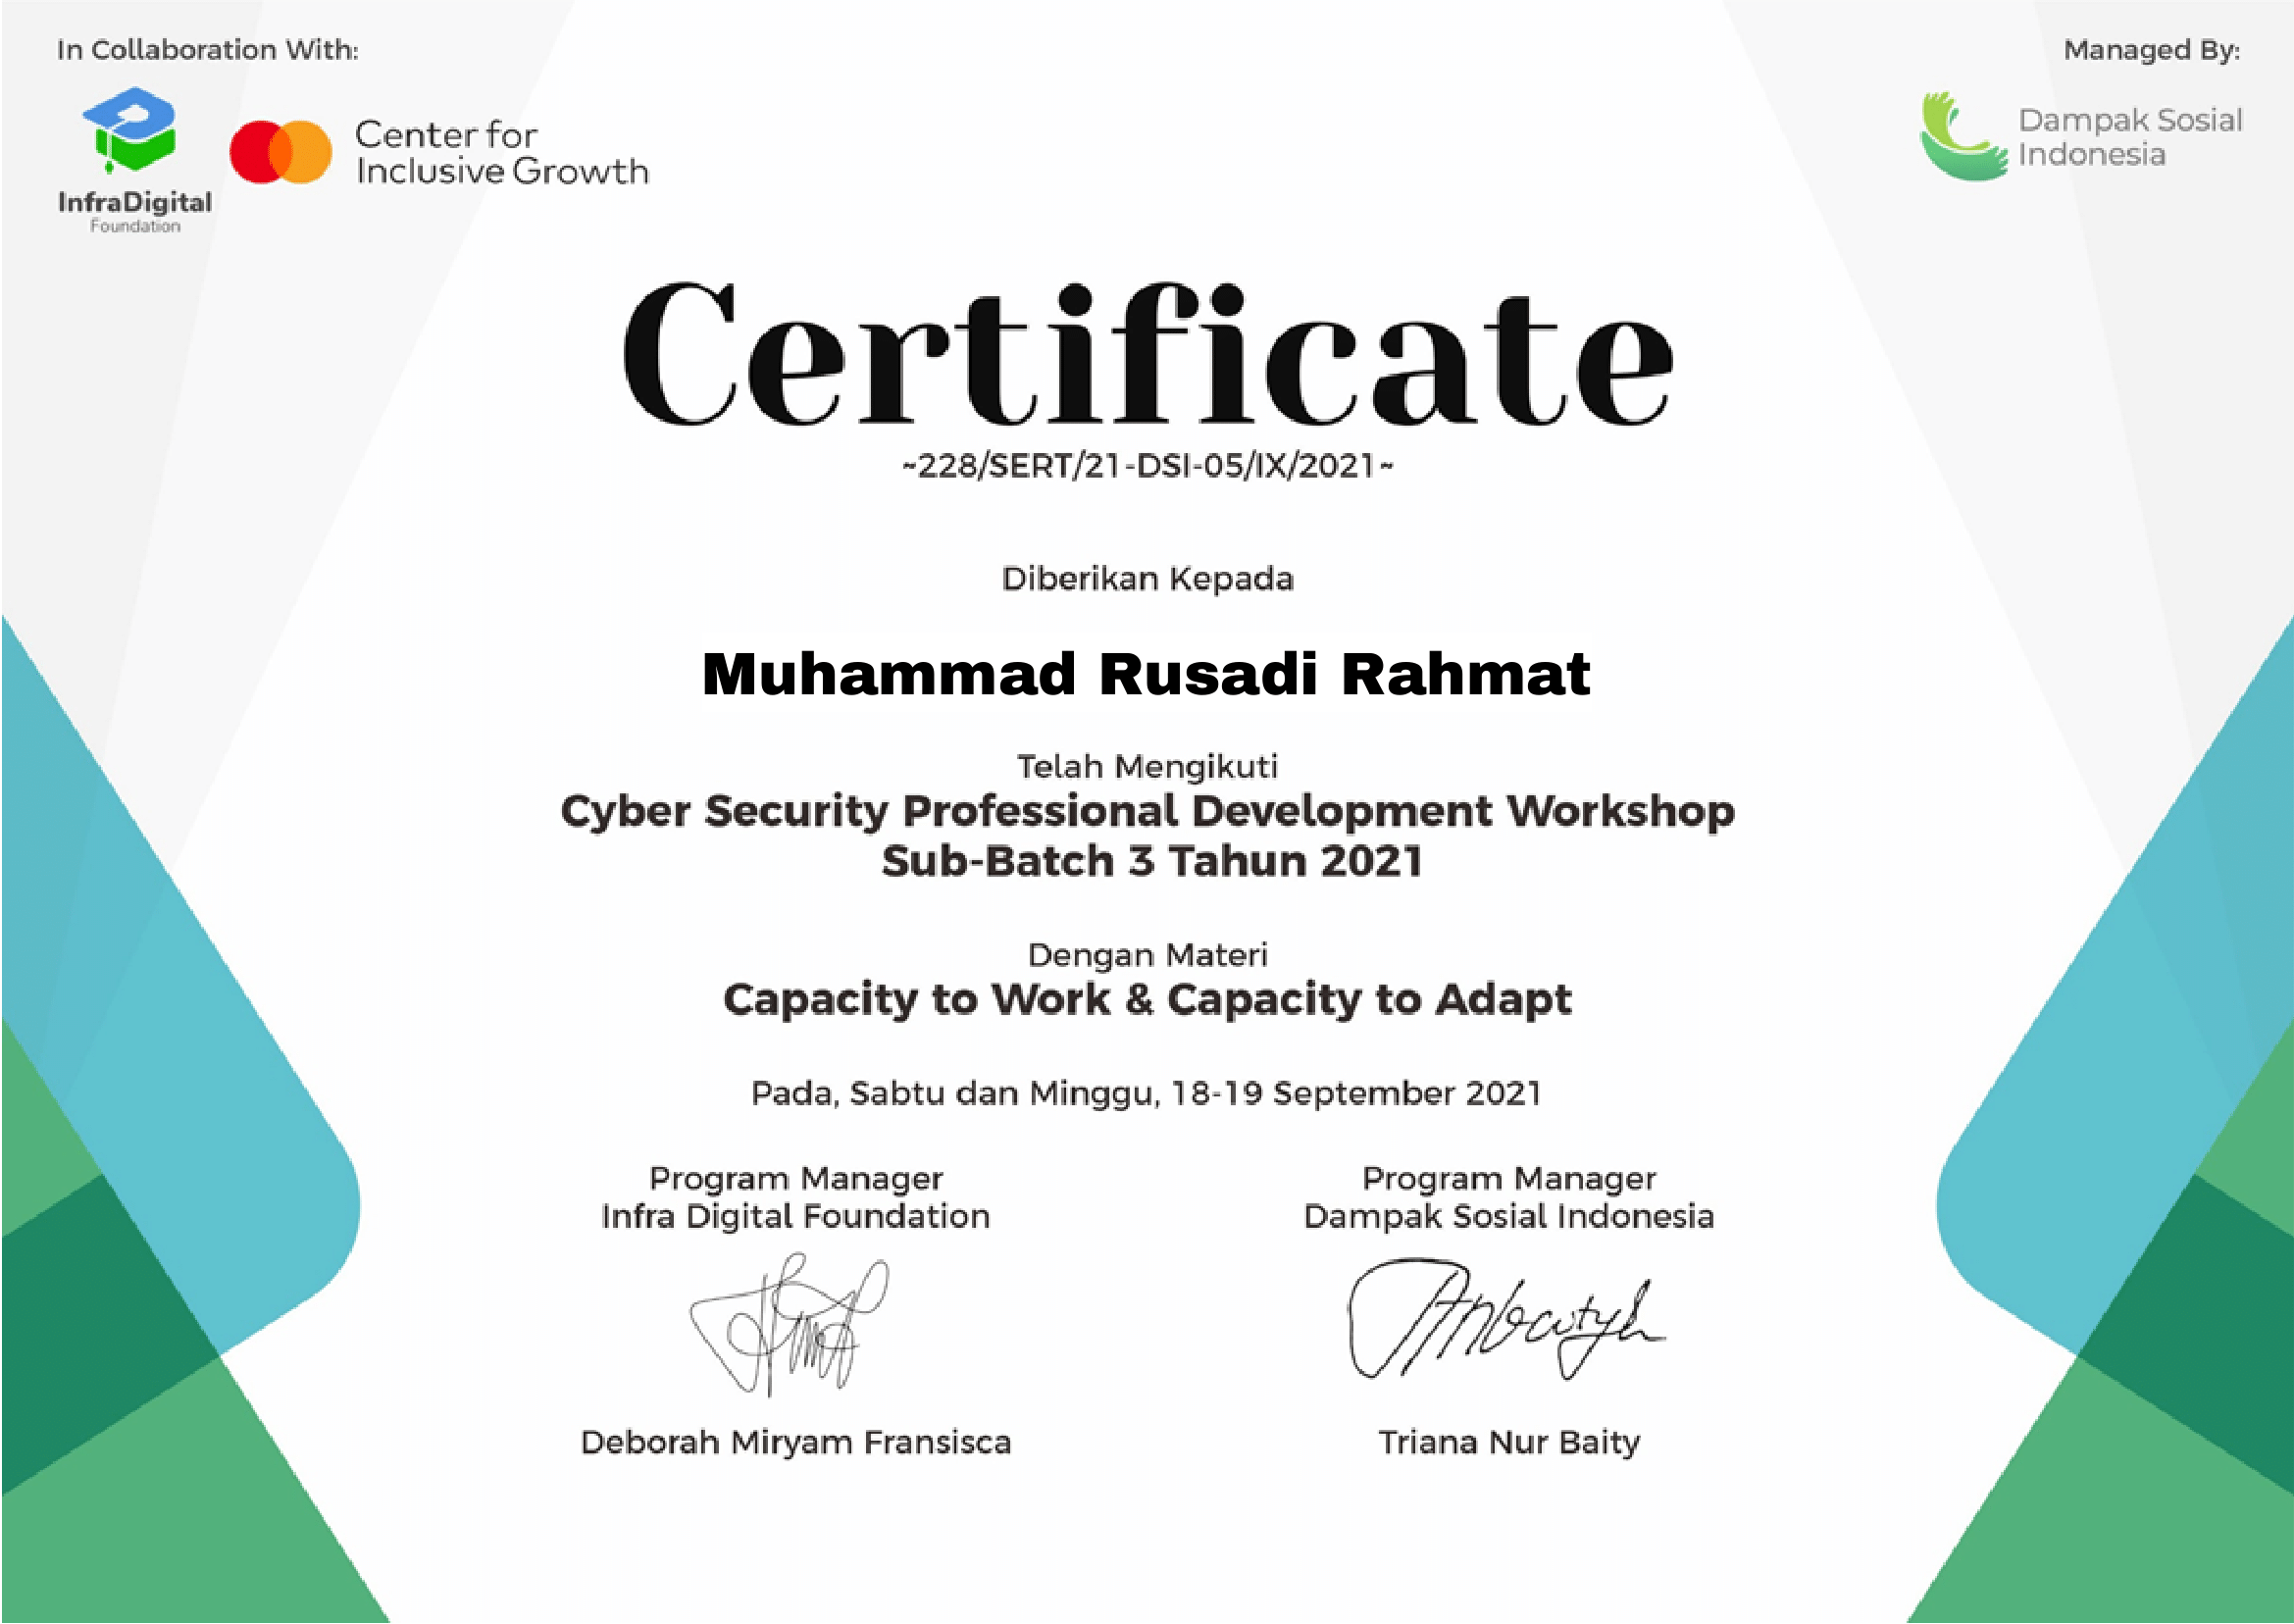 In Collaboration With:
InfraDigital
Foundation
Center for
Inclusive Growth
Managed By:
Dampak Sosial
Indonesia
Certificate
~228/SERT/21-DSI-05/IX/2021~
Diberikan Kepada
Muhammad Rusadi Rahmat
Telah Mengikuti
Cyber Security Professional Development Workshop
Sub-Batch 3 Tahun 2021
Dengan Materi
Capacity to Work & Capacity to Adapt
Pada, Sabtu dan Minggu, 18-19 September 2021
Program Manager
Infra Digital Foundation
Deborah Miryam Fransisca
Program Manager
Dampak Sosial Indonesia
Triana Nur Baity